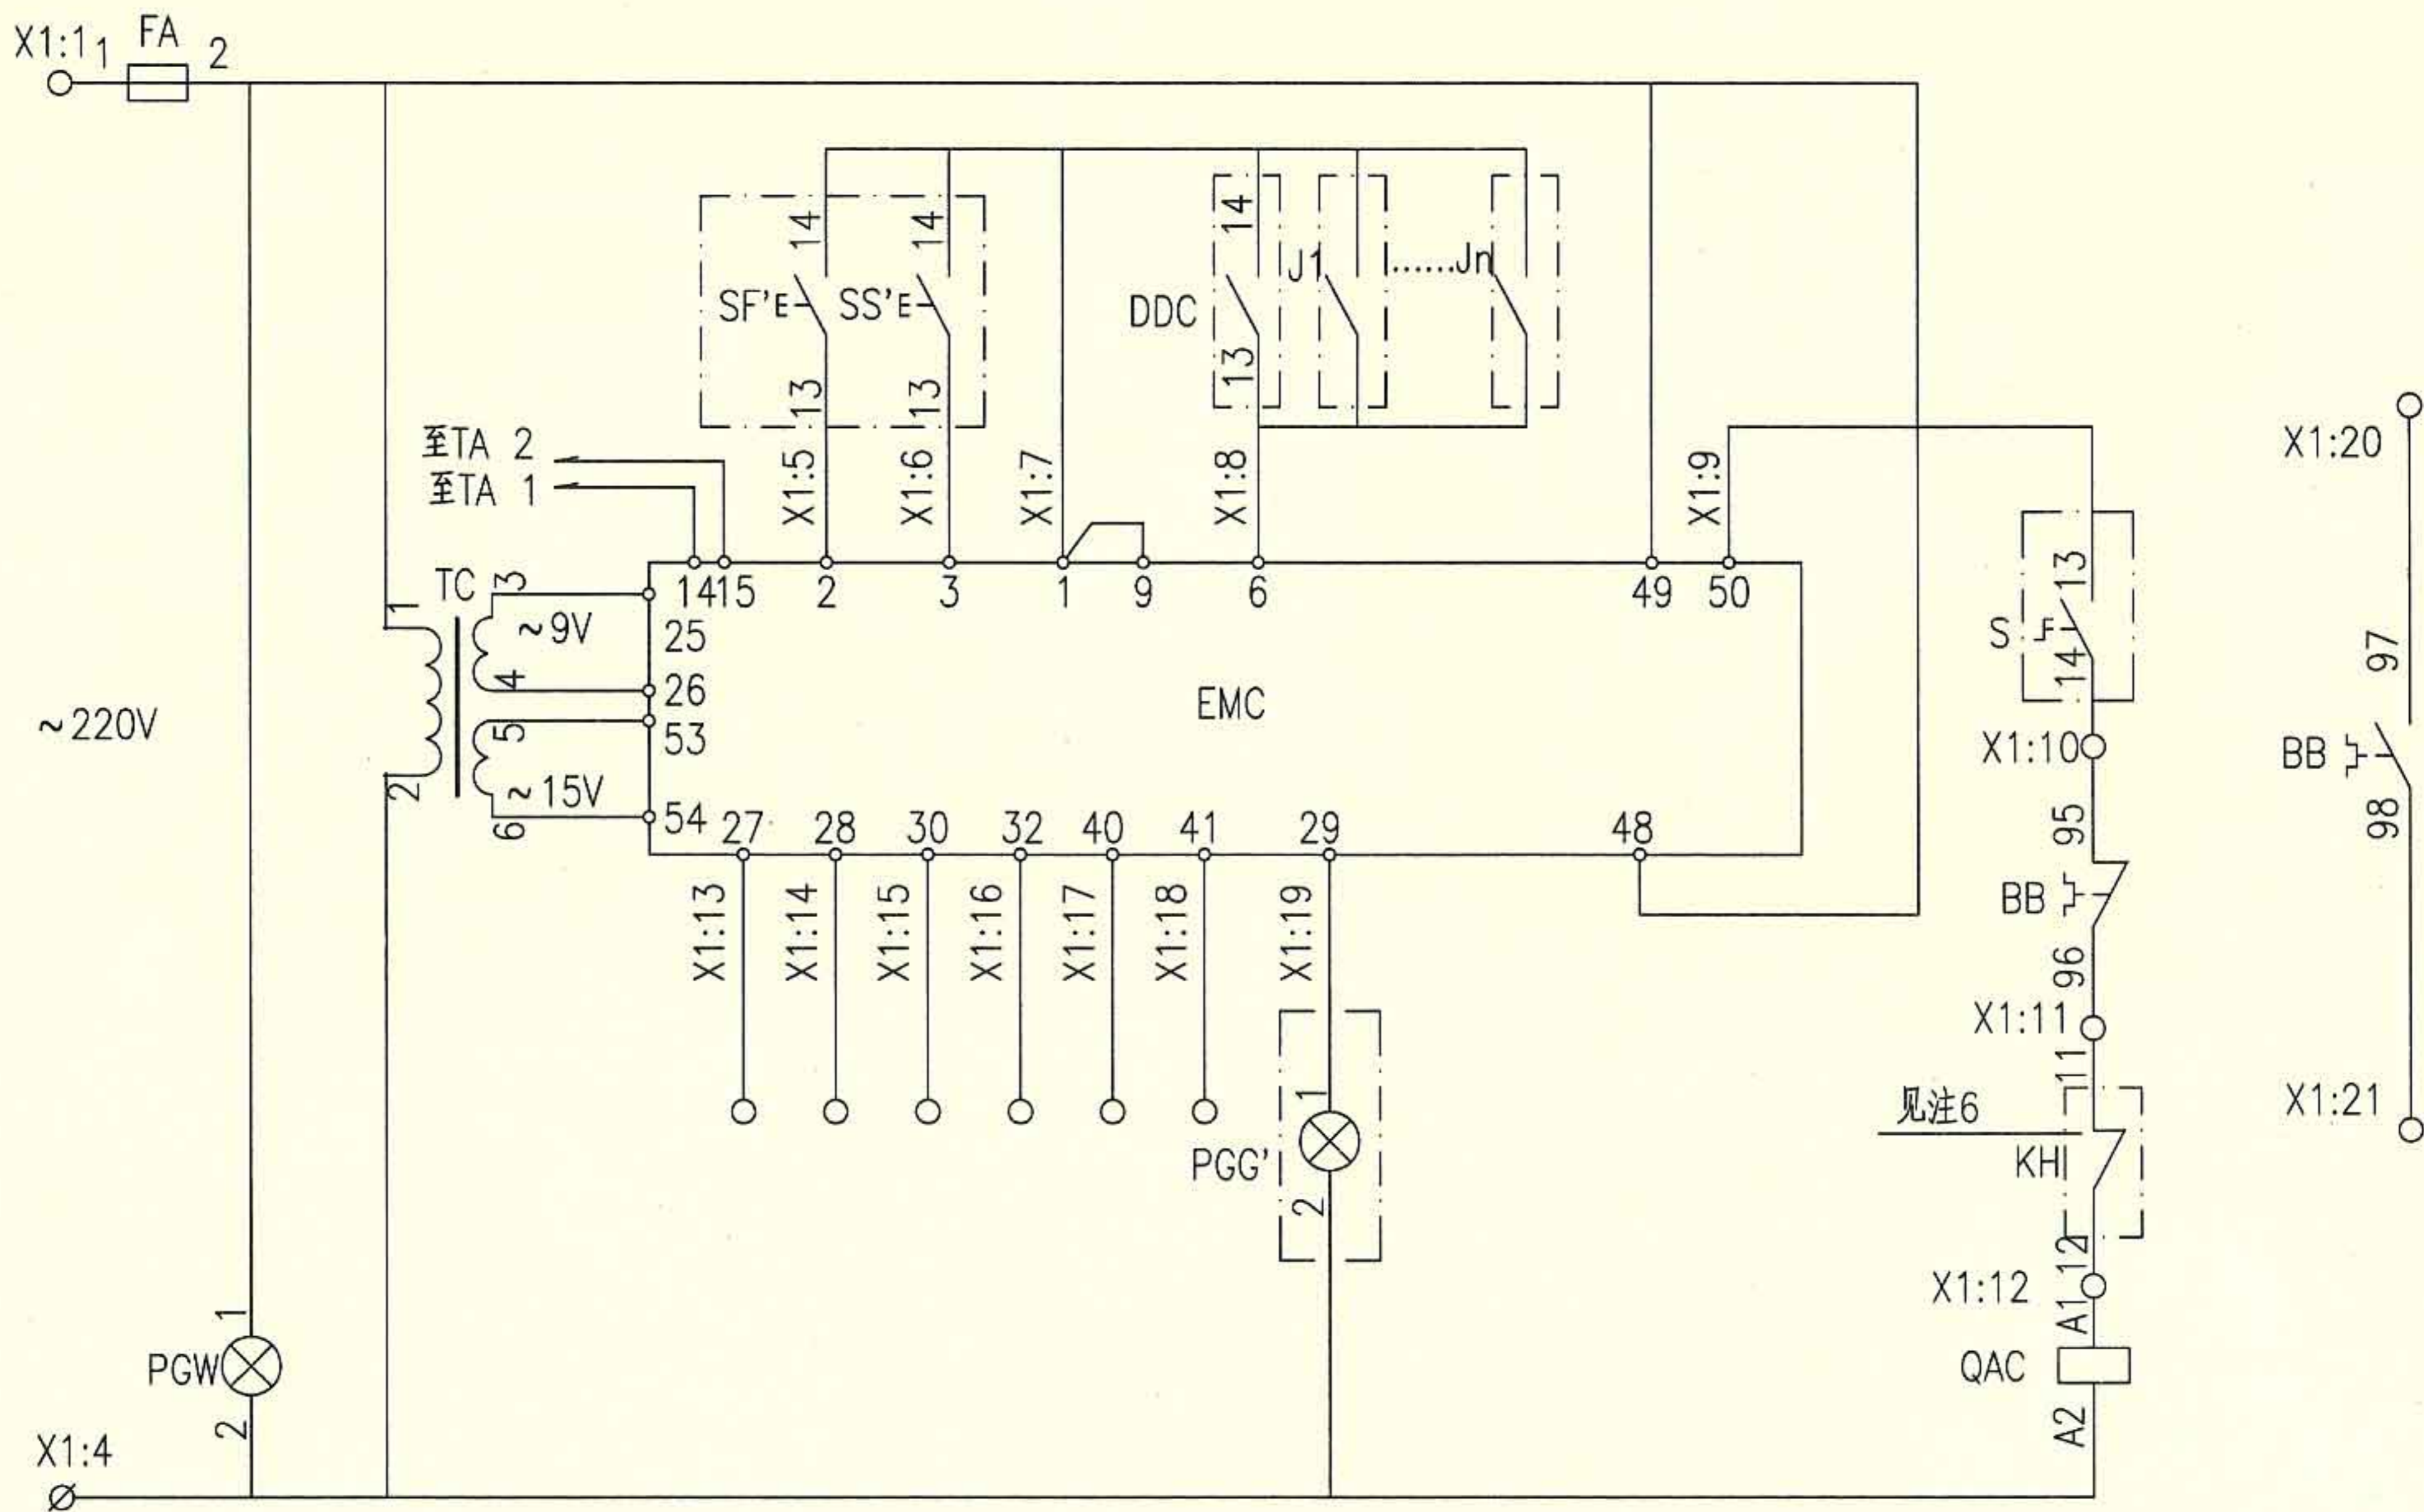 X1:1 1 FA 2
14 14 14
SF'E SS'E DDC J1 ......Jn
13 13 13
至TA 2
至TA 1
X1:5 X1:6 X1:7 X1:8 X1:9
X1:20
TC 3 1415 2 3 1 9 6 49 50
1 ~9V 25
4 26
~220V EMC
5 53
2 ~15V
6 54 27 28 30 32 40 41 29 48
X1:13 X1:14 X1:15 X1:16 X1:17 X1:18 X1:19
13
S
14
X1:10
95
BB
96
X1:11
11
见注6
KH
12
X1:12
A1
QAC
A2
97
BB
98
X1:21
1
PGG'
2
1
PGW
2
X1:4